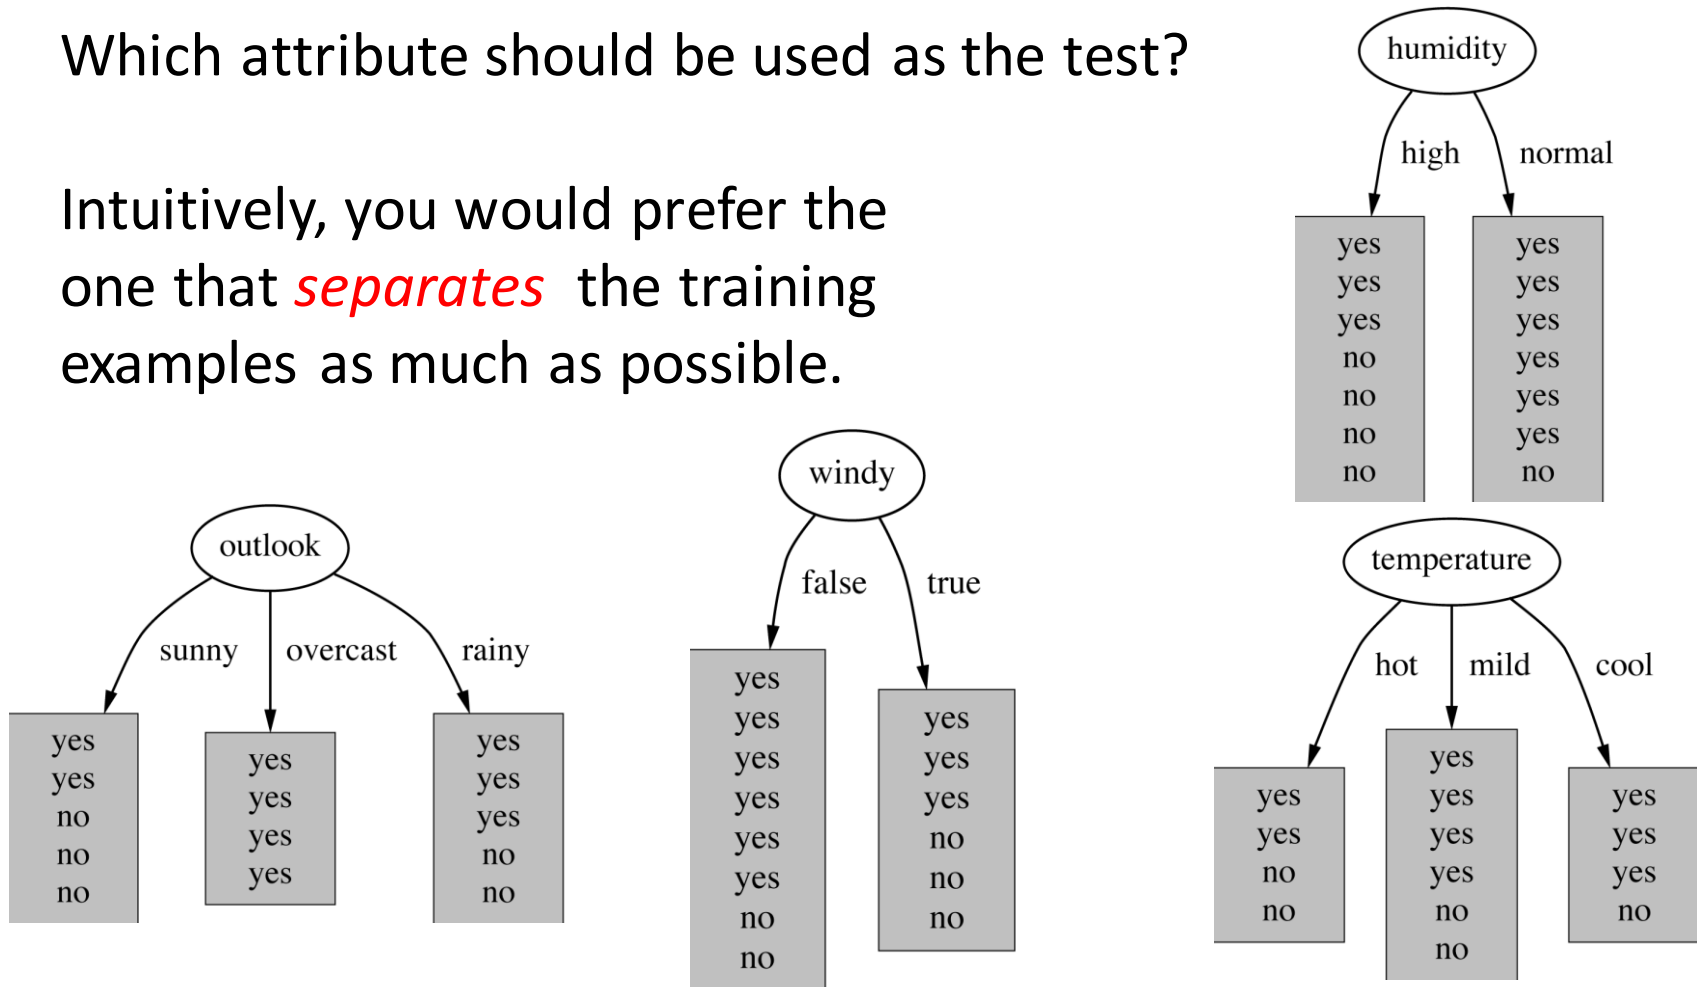 Which attribute should be used as the test?
Intuitively, you would prefer the
one that separates the training
examples as much as possible.
humidity
high normal
yes
yes
yes
no
no
no
no
yes
yes
yes
yes
yes
yes
no
outlook
sunny overcast rainy
yes
yes
no
no
no
yes
yes
yes
yes
yes
yes
yes
no
no
windy
false true
yes
yes
yes
yes
yes
yes
no
no
yes
yes
yes
no
no
no
temperature
hot mild cool
yes
yes
no
no
yes
yes
yes
yes
no
no
yes
yes
yes
no